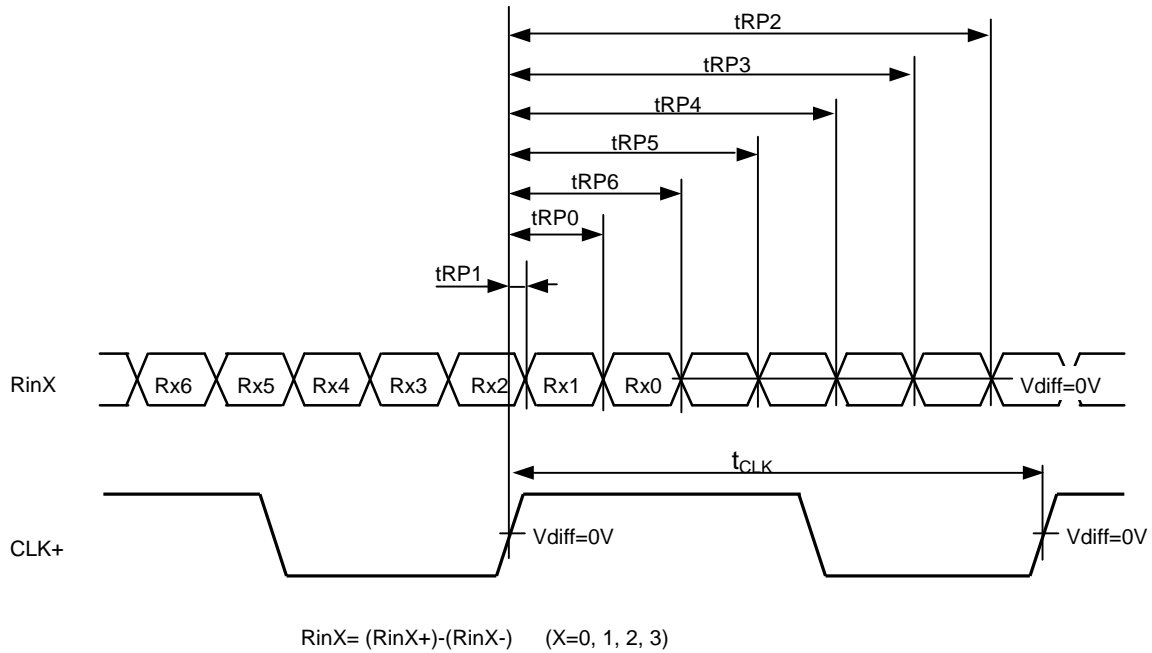 tRP2
tRP3
tRP4
tRP5
tRP6
tRP0
tRP1
RinX Rx6 Rx5 Rx4 Rx3 Rx2 Rx1 Rx0 Vdiff=0V
tCLK
CLK+ Vdiff=0V Vdiff=0V
RinX= (RinX+)-(RinX-) (X=0, 1, 2, 3)